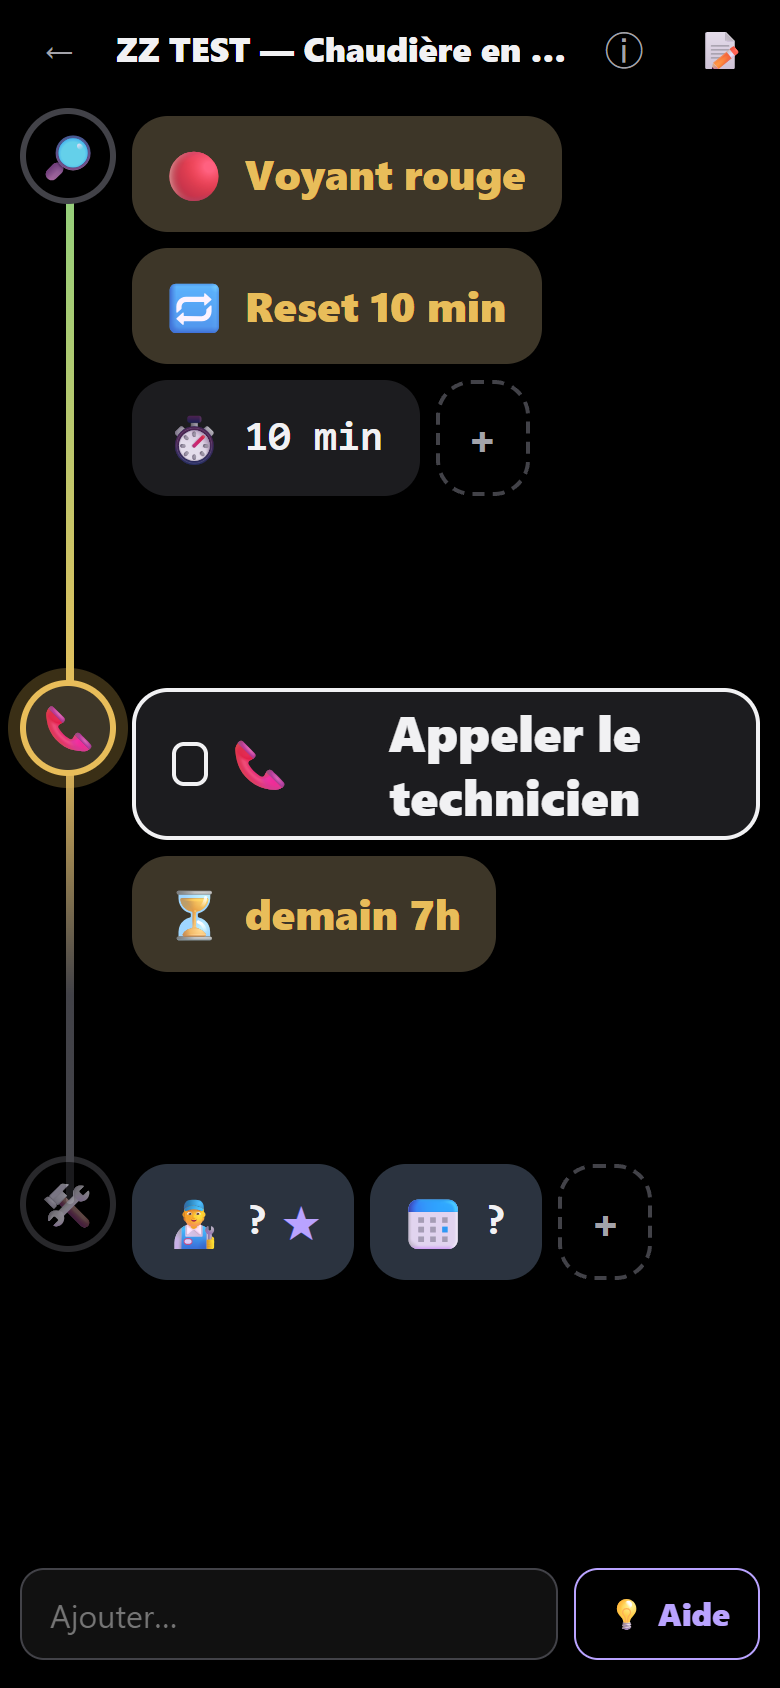 ← ZZ TEST — Chaudière en ... ⓘ
Voyant rouge
Reset 10 min
10 min +
Appeler le
technicien
demain 7h
? ★ ? +
Ajouter... Aide